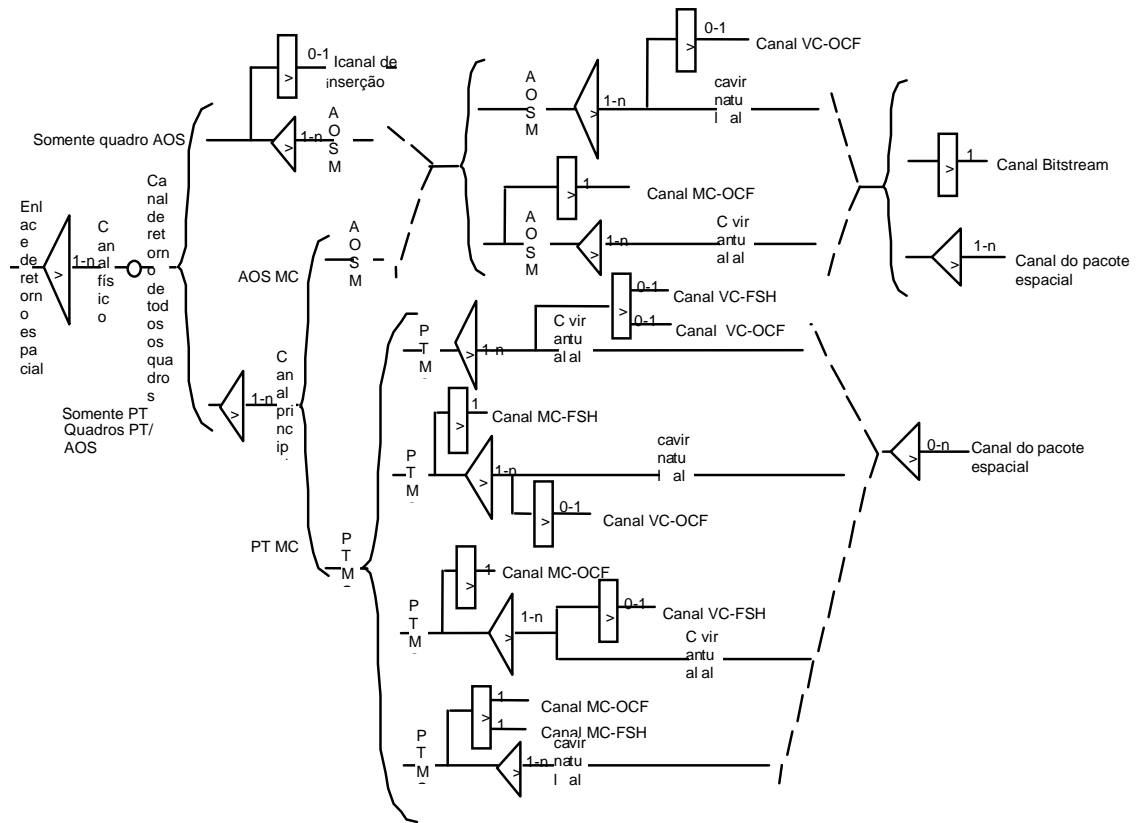 0-1
Canal VC-OCF
0-1
Icanal de
inserção
A
O
S
M
1-n
cavir
natu
l al
Somente quadro AOS
1-n
A
O
S
M
1
Canal MC-OCF
1
Canal Bitstream
Ca
nal
de
ret
orn
o
de
tod
os
os
qua
dro
s
Enl
ac
e
de
re
torn
o
es
pa
cial
1-n
C
an
al
fís
ic
o
A
O
S
M
1-n
C vir
antu
al al
1-n
Canal do pacote
espacial
AOS MC
A
O
S
M
0-1
Canal VC-FSH
0-1
Canal VC-OCF
P
T
M
1-n
C vir
antu
al al
Somente PT
Quadros PT/
AOS
1-n
C
an
al
pri
nc
ip
1
Canal MC-FSH
P
T
M
1-n
cavir
natu
l al
0-1
Canal VC-OCF
0-n
Canal do pacote
espacial
PT MC
P
T
M
1
Canal MC-OCF
P
T
M
1-n
0-1
Canal VC-FSH
C vir
antu
al al
1
Canal MC-OCF
1
Canal MC-FSH
P
T
M
1-n
cavir
natu
l al